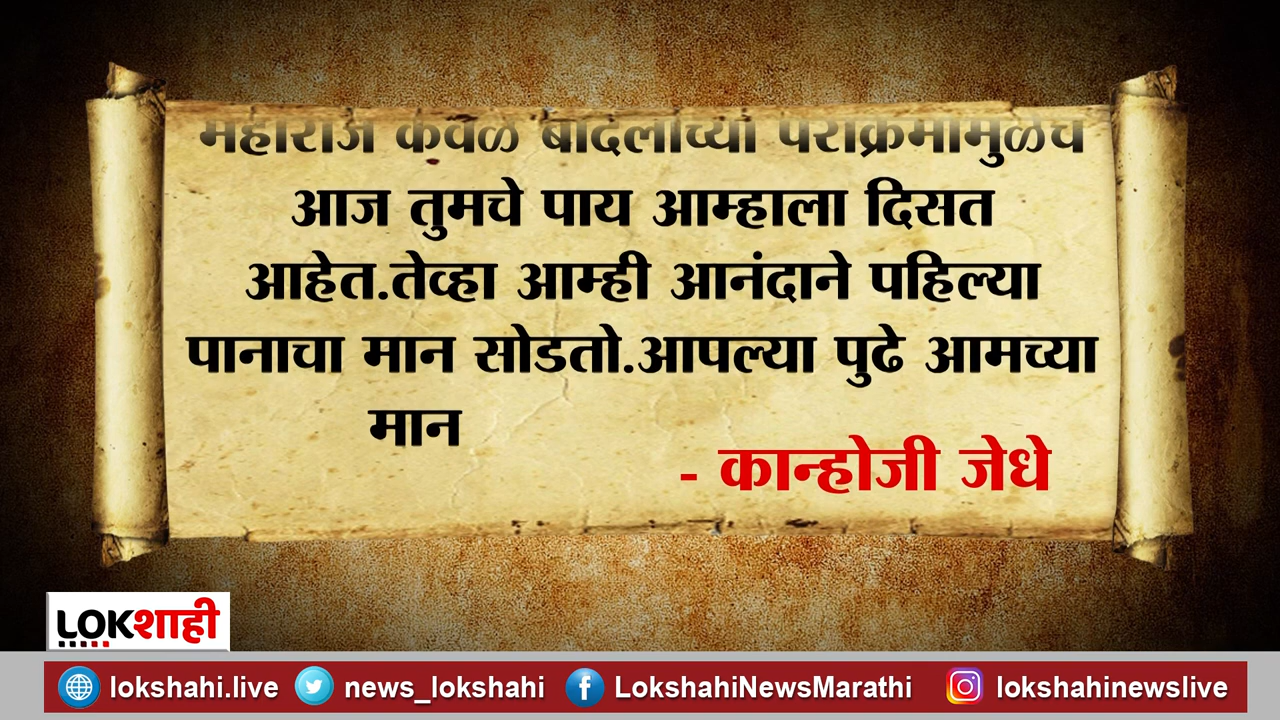 महाराज केवळ बांदलांच्या पराक्रमामुळेच
आज तुमचे पाय आम्हाला दिसत
आहेत.तेव्हा आम्ही आनंदाने पहिल्या
पानाचा मान सोडतो.आपल्या पुढे आमच्या
मान
- कान्होजी जेधे
LOKशाही
lokshahi.live news_lokshahi LokshahiNewsMarathi lokshahinewslive